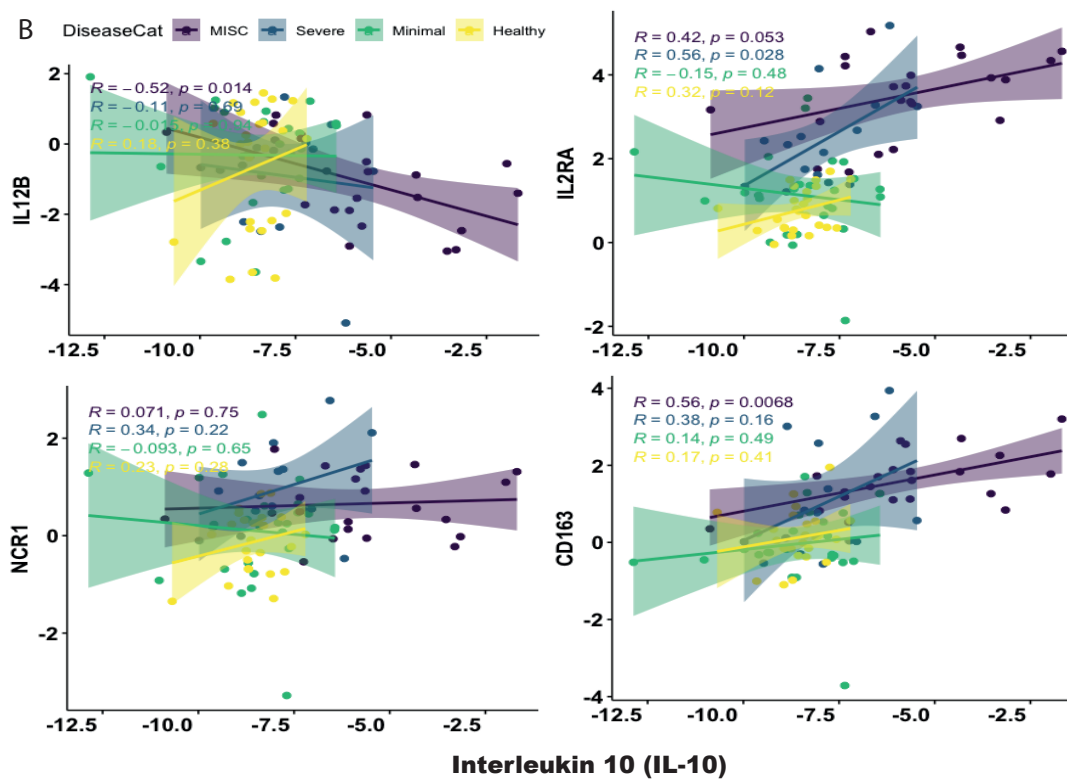 B
DiseaseCat MISC Severe Minimal Healthy
IL12B
R = −0.52, p = 0.014
R = −0.11, p = 0.69
R = −0.015, p = 0.94
R = 0.18, p = 0.38
2
0
-2
-4
-12.5 -10.0 -7.5 -5.0 -2.5
IL2RA
R = 0.42, p = 0.053
R = 0.56, p = 0.028
R = −0.15, p = 0.48
R = 0.32, p = 0.12
4
2
0
-2
-12.5 -10.0 -7.5 -5.0 -2.5
NCR1
R = 0.071, p = 0.75
R = 0.34, p = 0.22
R = −0.093, p = 0.65
R = 0.23, p = 0.28
2
0
-2
-12.5 -10.0 -7.5 -5.0 -2.5
CD163
R = 0.56, p = 0.0068
R = 0.38, p = 0.16
R = 0.14, p = 0.49
R = 0.17, p = 0.41
4
2
0
-2
-4
-12.5 -10.0 -7.5 -5.0 -2.5
Interleukin 10 (IL-10)